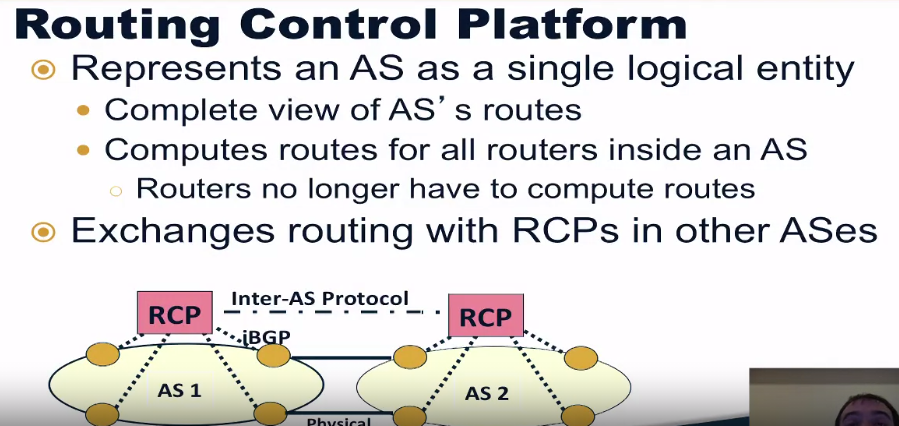 Routing Control Platform
Represents an AS as a single logical entity
Complete view of AS's routes
Computes routes for all routers inside an AS
Routers no longer have to compute routes
Exchanges routing with RCPs in other ASes
RCP
Inter-AS Protocol
RCP
iBGP
AS 1
AS 2
Physical